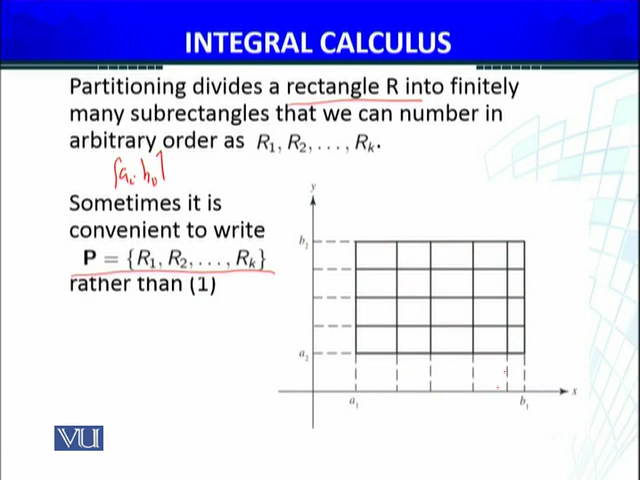 INTEGRAL CALCULUS
Partitioning divides a rectangle R into finitely
many subrectangles that we can number in
arbitrary order as R₁, R₂, . . . , Rₖ.
Sometimes it is
convenient to write
P = {R₁, R₂, . . . , Rₖ}
rather than (1)
y
b₂
a₂
a₁
b₁
x
VU